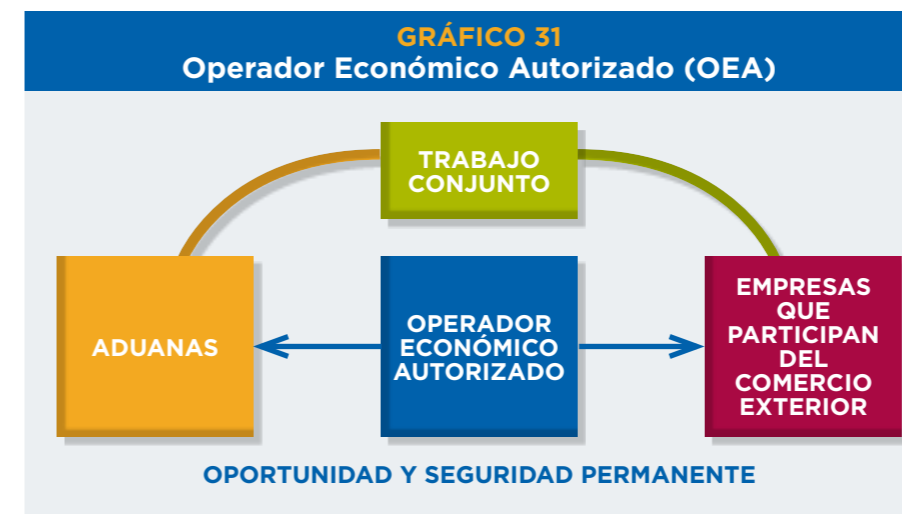 GRÁFICO 31
Operador Económico Autorizado (OEA)
TRABAJO
CONJUNTO
ADUANAS
OPERADOR
ECONÓMICO
AUTORIZADO
EMPRESAS
QUE
PARTICIPAN
DEL
COMERCIO
EXTERIOR
OPORTUNIDAD Y SEGURIDAD PERMANENTE